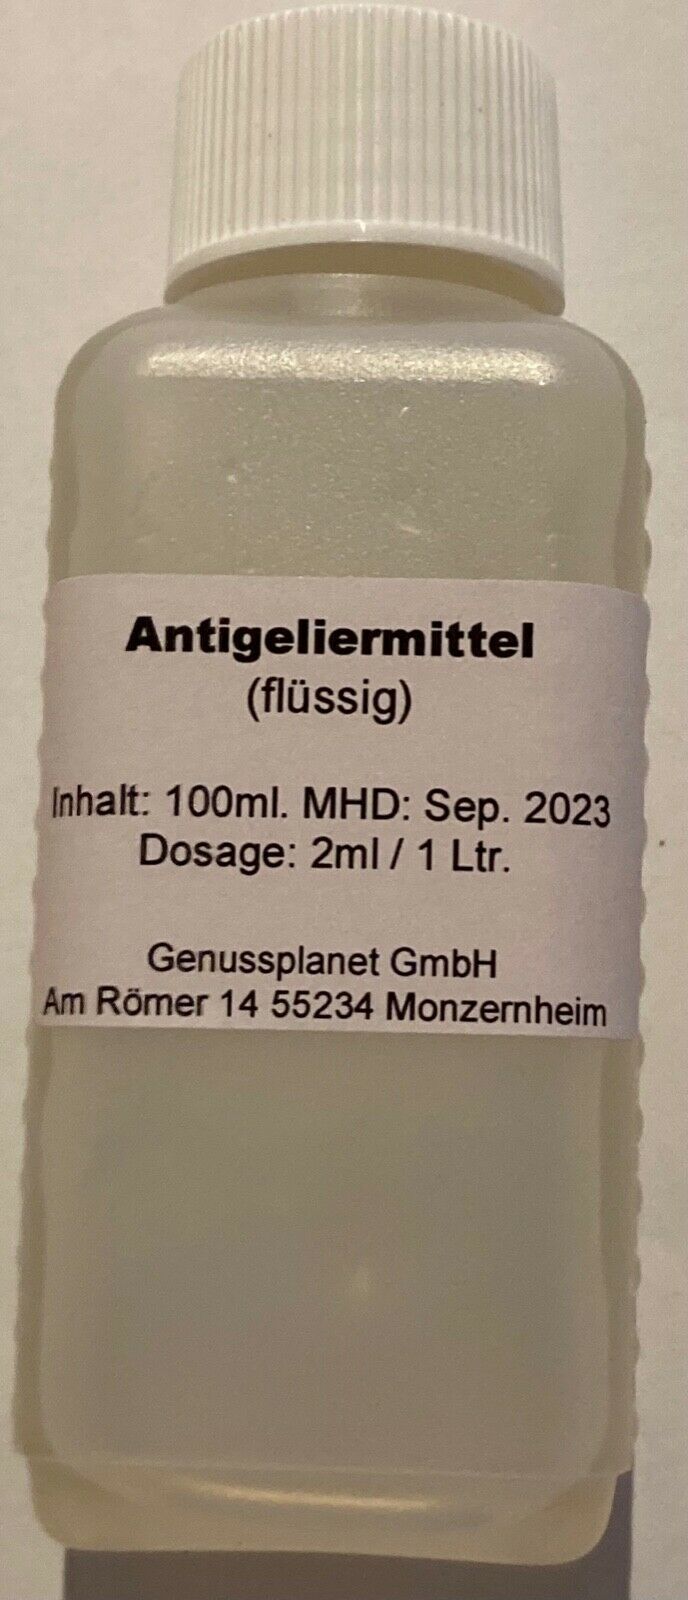 Antigeliermittel
(flüssig)
Inhalt: 100ml. MHD: Sep. 2023
Dosage: 2ml / 1 Ltr.
Genussplanet GmbH
Am Römer 14 55234 Monzernheim